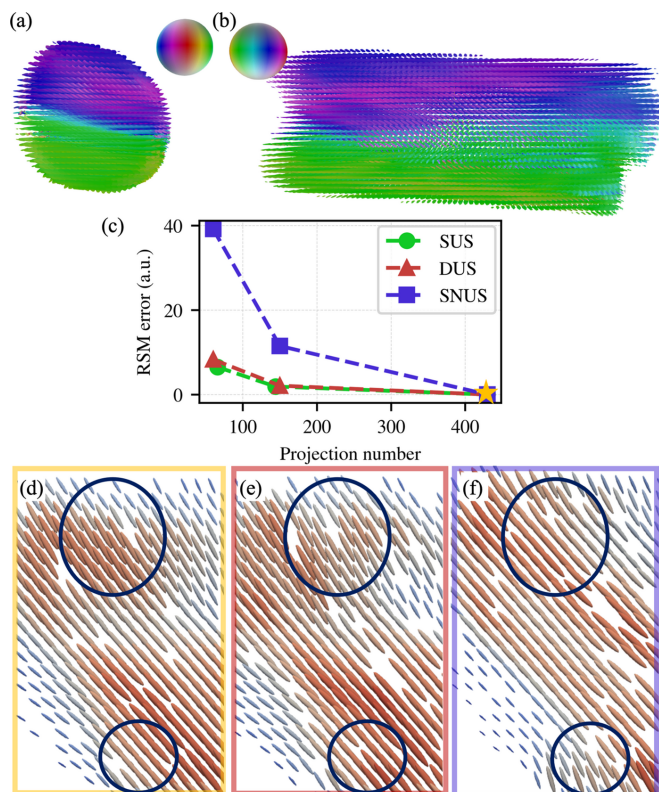 (a)
(b)
(c)
40
20
0
RSM error (a.u.)
SUS
DUS
SNUS
100
200
300
400
Projection number
(d)
(e)
(f)